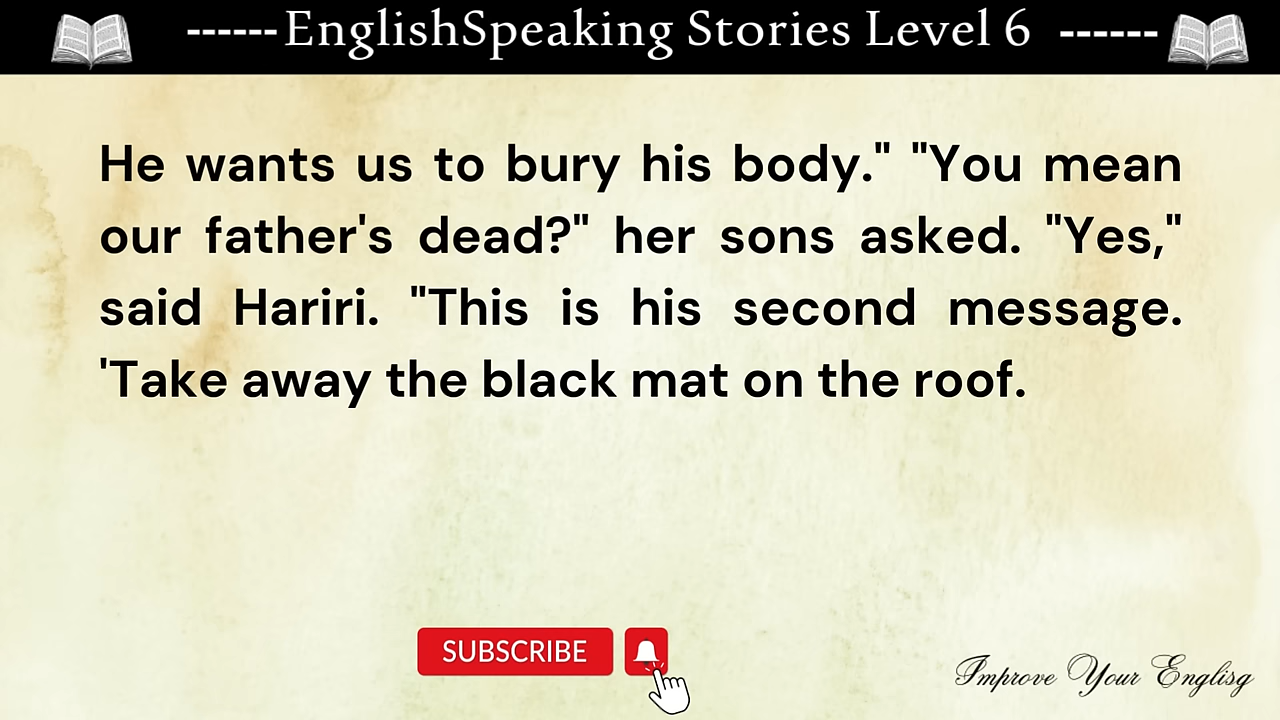 ------EnglishSpeaking Stories Level 6 ------
He wants us to bury his body." "You mean
our father's dead?" her sons asked. "Yes,"
said Hariri. "This is his second message.
'Take away the black mat on the roof.
SUBSCRIBE
Improve Your Englisg